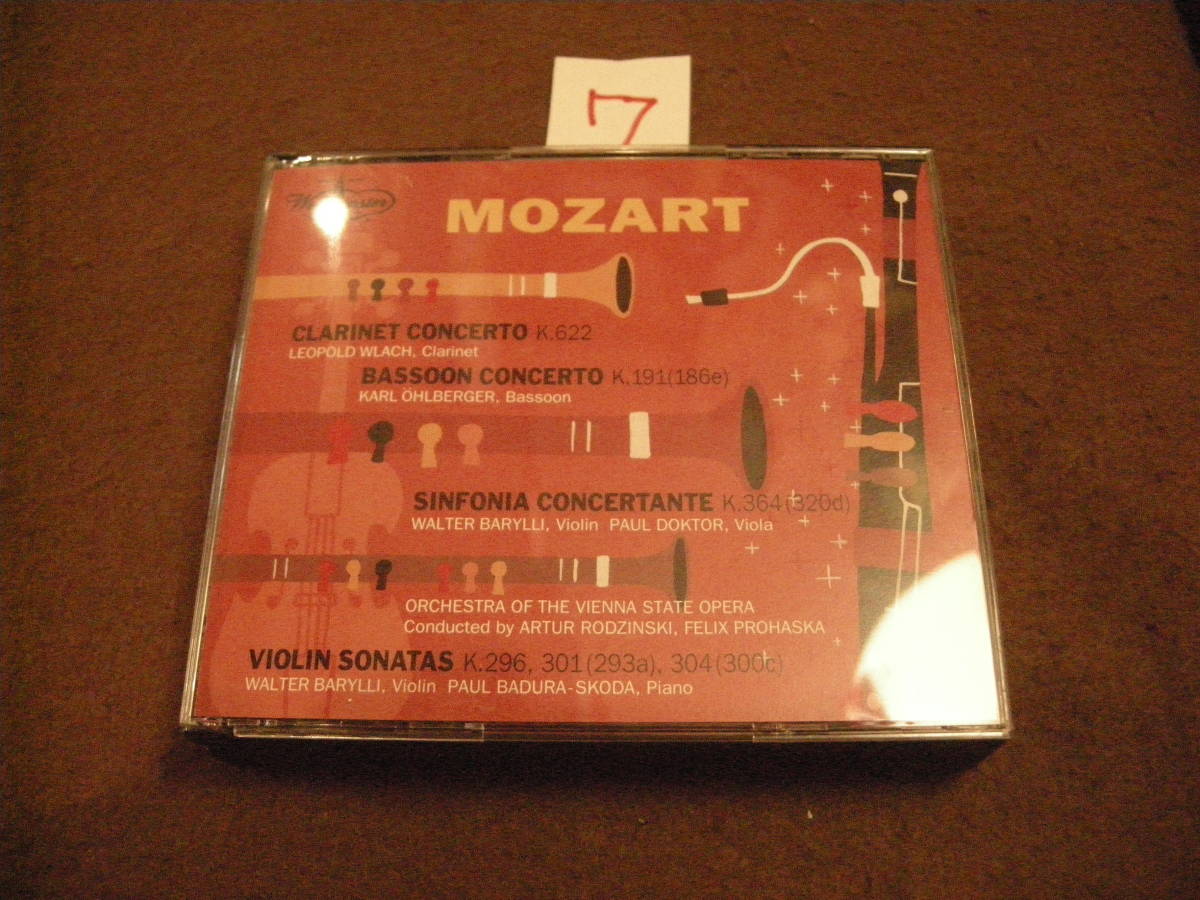 ワ
MOZART
CLARINET CONCERTO K.622
LEOPOLD WLACH, Clarinet
BASSOON CONCERTO K.191(186e)
KARL ÖHLBERGER, Bassoon
SINFONIA CONCERTANTE K.364(320d)
WALTER BARYLLI, Violin PAUL DOKTOR, Viola
ORCHESTRA OF THE VIENNA STATE OPERA
Conducted by ARTUR RODZINSKI, FELIX PROHASKA
VIOLIN SONATAS K.296, 301(293a), 304(300c)
WALTER BARYLLI, Violin PAUL BADURA-SKODA, Piano